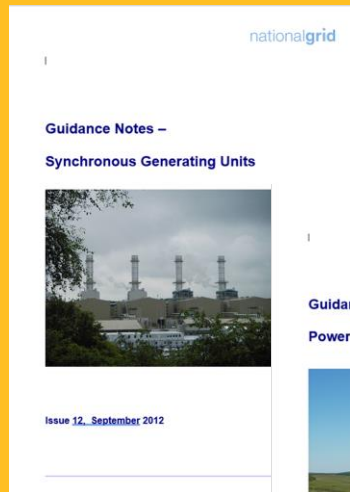 nationalgrid
Guidance Notes –
Synchronous Generating Units
Issue 12, September 2012
Power